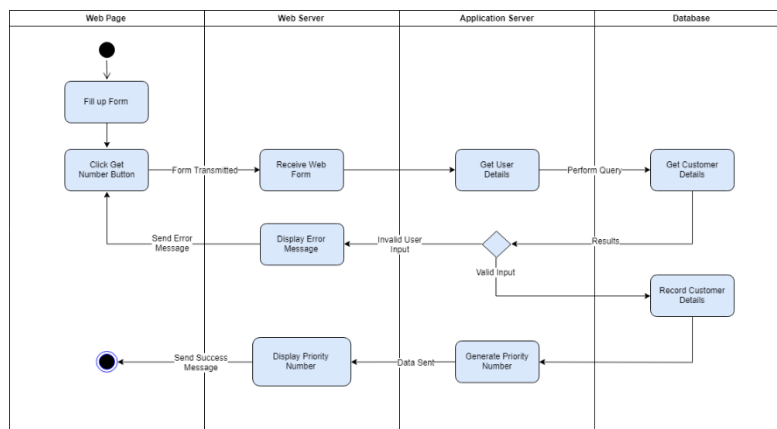 Web Page
Web Server
Application Server
Database
Fill up Form
Click Get
Number Button
Form Transmitted
Receive Web
Form
Get User
Details
Perform Query
Get Customer
Details
Send Error
Message
Display Error
Message
Invalid User
Input
Results
Valid Input
Record Customer
Details
Send Success
Message
Display Priority
Number
Data Sent
Generate Priority
Number